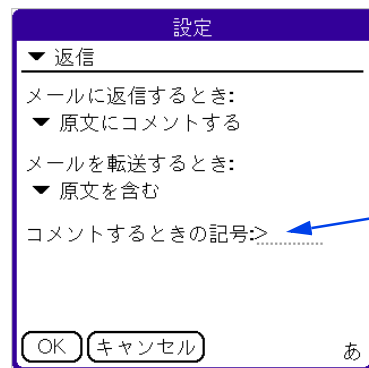 設定
▼ 返信
メールに返信するとき:
▼ 原文にコメントする
メールを転送するとき:
▼ 原文を含む
コメントするときの記号:>
OK キャンセル あ